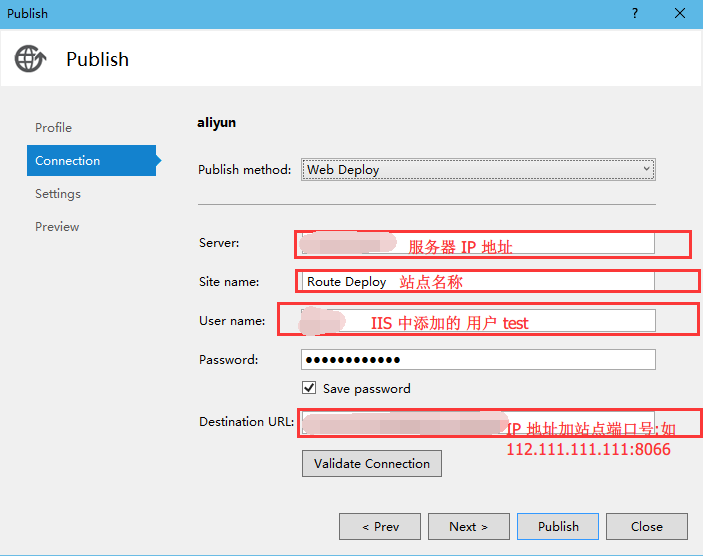 Publish
?
Publish
Profile
Connection
Settings
Preview
aliyun
Publish method: Web Deploy
Server: 服务器 IP 地址
Site name: Route Deploy 站点名称
User name: IIS 中添加的 用户 test
Password: ●●●●●●●●●●●●
Save password
Destination URL: IP 地址加站点端口号;如
112.111.111.111:8066
Validate Connection
< Prev Next > Publish Close